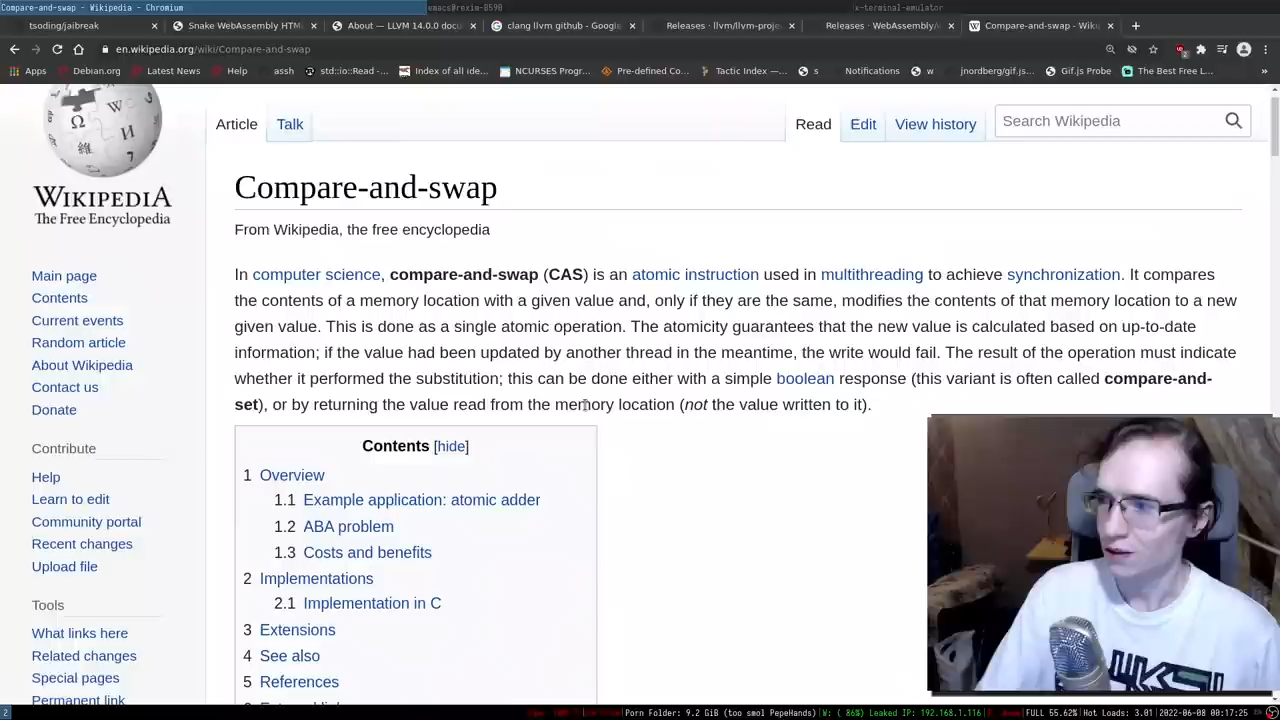 Compare-and-swap - Wikipedia - Chromium
emacs@rexim-8590
x-terminal-emulator
tsoding/jailbreak
Snake WebAssembly HTM
About — LLVM 14.0.0 docu
clang llvm github - Google
Releases · llvm/llvm-proje
Releases · WebAssembly/
Compare-and-swap - Wiki
en.wikipedia.org/wiki/Compare-and-swap
Apps
Debian.org
Latest News
Help
assh
std::io::Read -...
Index of all ide...
NCURSES Progr...
Pre-defined Co...
Tactic Index —...
s
Notifications
w
jnordberg/gif.js...
Gif.js Probe
The Best Free L...
»
WIKIPEDIA
The Free Encyclopedia
Article
Talk
Read
Edit
View history
Search Wikipedia
Compare-and-swap
From Wikipedia, the free encyclopedia
In computer science, compare-and-swap (CAS) is an atomic instruction used in multithreading to achieve synchronization. It compares
the contents of a memory location with a given value and, only if they are the same, modifies the contents of that memory location to a new
given value. This is done as a single atomic operation. The atomicity guarantees that the new value is calculated based on up-to-date
information; if the value had been updated by another thread in the meantime, the write would fail. The result of the operation must indicate
whether it performed the substitution; this can be done either with a simple boolean response (this variant is often called compare-and-
set), or by returning the value read from the memory location (not the value written to it).
Main page
Contents
Current events
Random article
About Wikipedia
Contact us
Donate
Contribute
Help
Learn to edit
Community portal
Recent changes
Upload file
Tools
What links here
Related changes
Special pages
Permanent link
Contents [hide]
1 Overview
1.1 Example application: atomic adder
1.2 ABA problem
1.3 Costs and benefits
2 Implementations
2.1 Implementation in C
3 Extensions
4 See also
5 References
2
Porn Folder: 9.2 GiB (too smol PepeHands)
W: ( 86%)
Leaked IP: 192.168.1.116
FULL 55.62%
Hot Loads: 3.01
2022-06-08 00:17:25